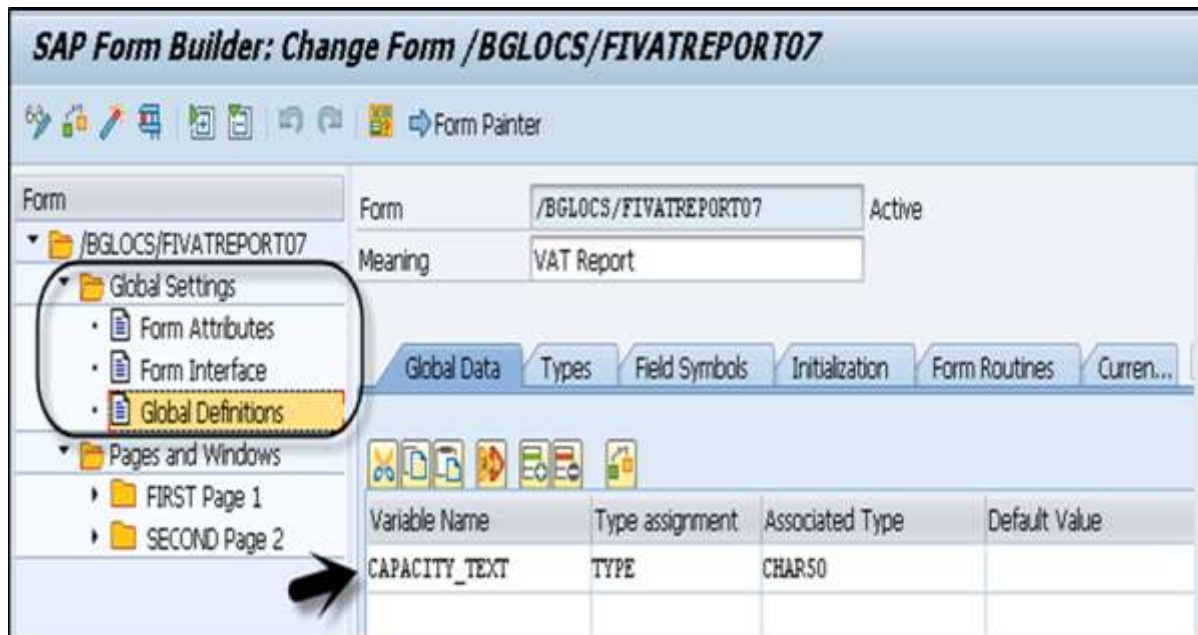 SAP Form Builder: Change Form /BGLOCS/FIVATREPORT07
Form Painter
Form
/BGLOCS/FIVATREPORT07
Global Settings
Form Attributes
Form Interface
Global Definitions
Pages and Windows
FIRST Page 1
SECOND Page 2
Form /BGLOCS/FIVATREPORT07 Active
Meaning VAT Report
Global Data Types Field Symbols Initialization Form Routines Curren...
Variable Name Type assignment Associated Type Default Value
CAPACITY_TEXT TYPE CHAR50